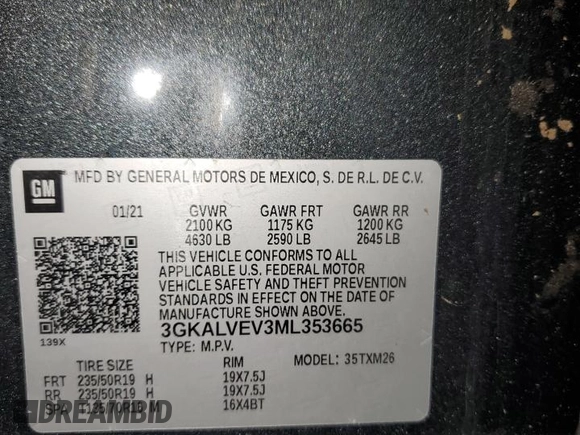 GM
MFD BY GENERAL MOTORS DE MEXICO, S. DE R.L. DE C.V.
01/21 GVWR GAWR FRT GAWR RR
2100 KG 1175 KG 1200 KG
4630 LB 2590 LB 2645 LB
THIS VEHICLE CONFORMS TO ALL
APPLICABLE U.S. FEDERAL MOTOR
VEHICLE SAFETY AND THEFT PREVENTION
STANDARDS IN EFFECT ON THE DATE OF
MANUFACTURE SHOWN ABOVE.
3GKALVEV3ML353665
139X
TYPE: M.P.V. MODEL: 35TXM26
TIRE SIZE RIM
FRT 235/50R19 H 19X7.5J
RR 235/50R19 H 19X7.5J
SPA T125/70R16 M 16X4BT
DREAMBID